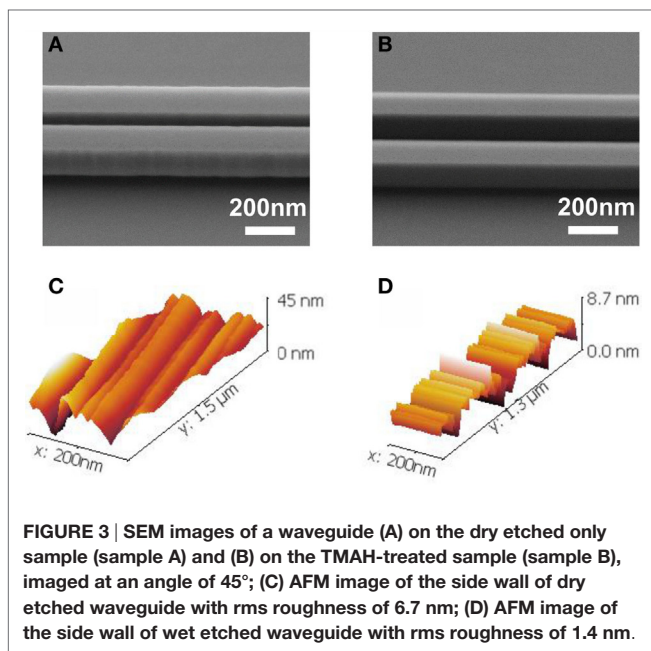 A
B
200nm
200nm
C
45 nm
0 nm
y: 1.5 µm
x: 200nm
D
8.7 nm
0.0 nm
y: 1.3 µm
x: 200nm
FIGURE 3 | SEM images of a waveguide (A) on the dry etched only
sample (sample A) and (B) on the TMAH-treated sample (sample B),
imaged at an angle of 45°; (C) AFM image of the side wall of dry
etched waveguide with rms roughness of 6.7 nm; (D) AFM image of
the side wall of wet etched waveguide with rms roughness of 1.4 nm.